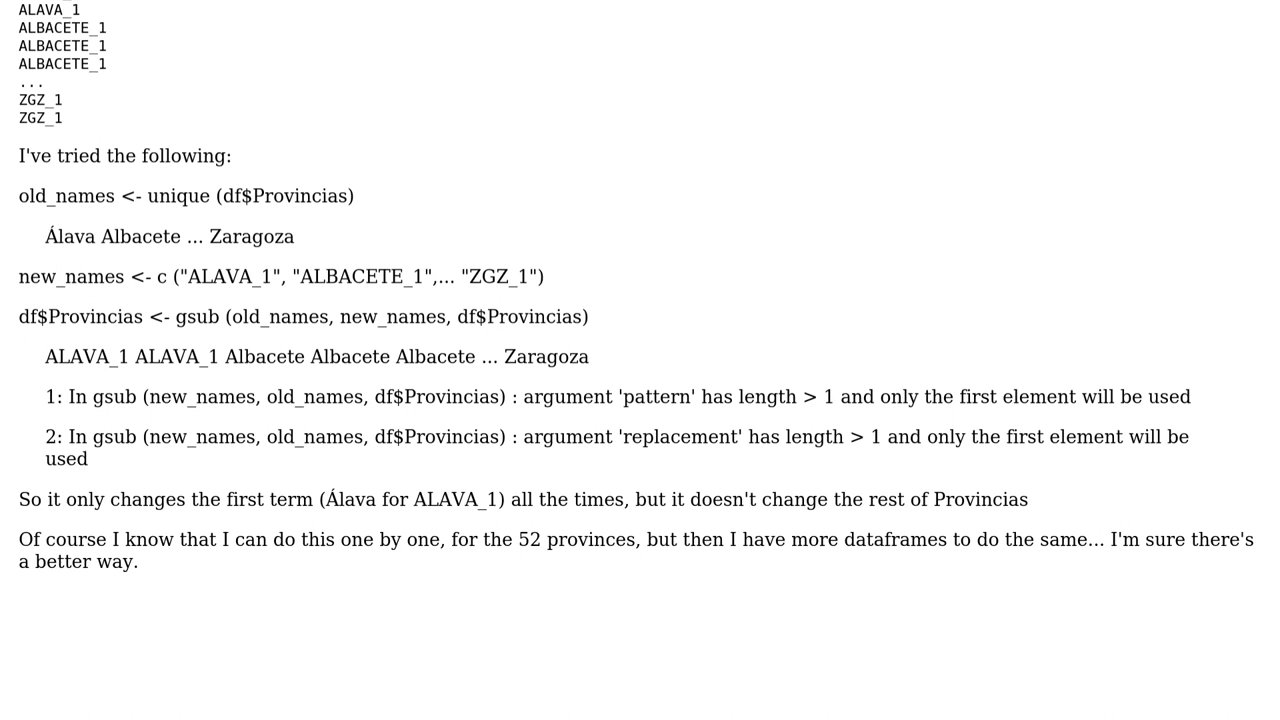 ALAVA_1
ALBACETE_1
ALBACETE_1
ALBACETE_1
...
ZGZ_1
ZGZ_1
I've tried the following:
old_names <- unique (df$Provincias)
Álava Albacete ... Zaragoza
new_names <- c ("ALAVA_1", "ALBACETE_1",... "ZGZ_1")
df$Provincias <- gsub (old_names, new_names, df$Provincias)
ALAVA_1 ALAVA_1 Albacete Albacete Albacete ... Zaragoza
1: In gsub (new_names, old_names, df$Provincias) : argument 'pattern' has length > 1 and only the first element will be used
2: In gsub (new_names, old_names, df$Provincias) : argument 'replacement' has length > 1 and only the first element will be
used
So it only changes the first term (Álava for ALAVA_1) all the times, but it doesn't change the rest of Provincias
Of course I know that I can do this one by one, for the 52 provinces, but then I have more dataframes to do the same... I'm sure there's
a better way.